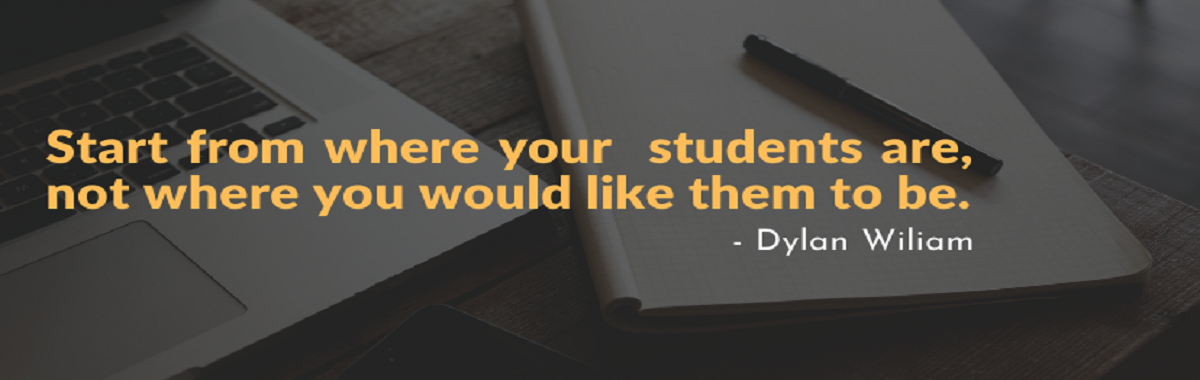 Start from where your students are,
not where you would like them to be.
- Dylan Wiliam